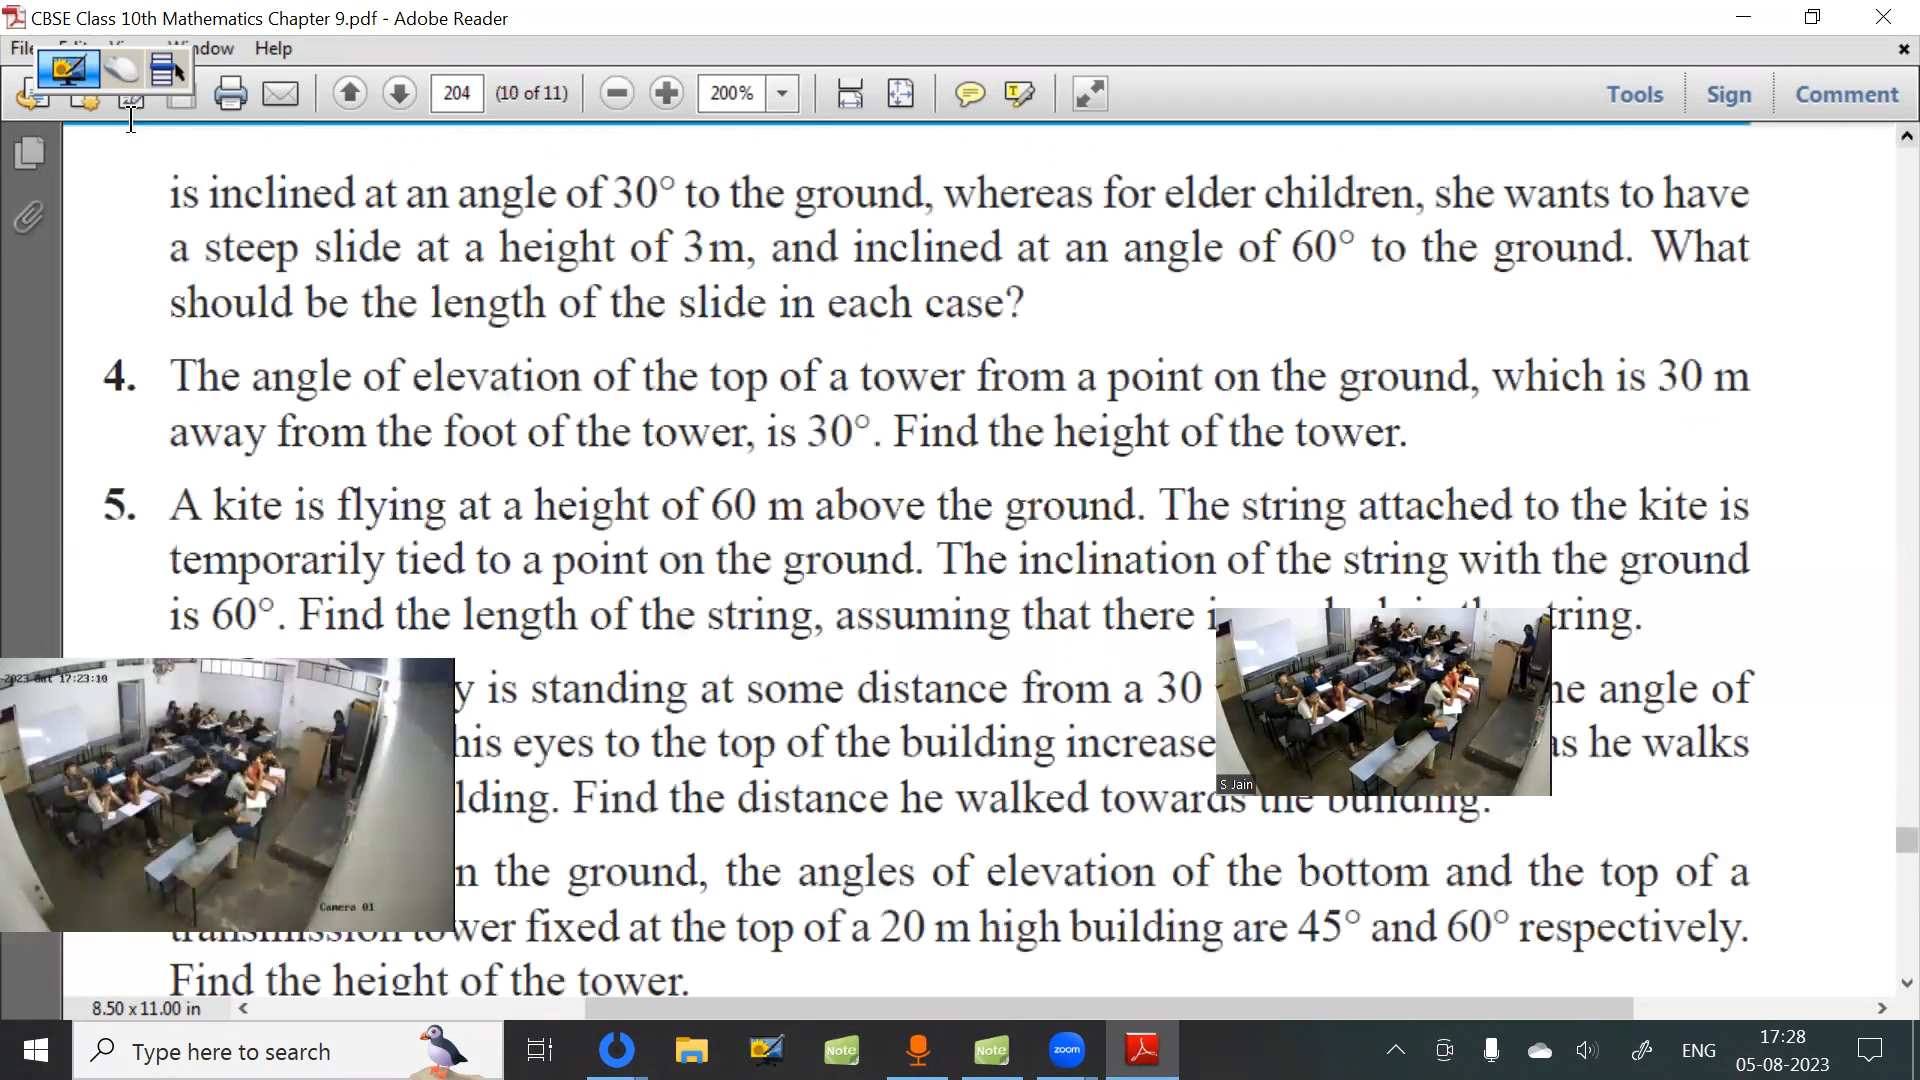 CBSE Class 10th Mathematics Chapter 9.pdf - Adobe Reader
Window Help
204 (10 of 11) 200% Tools Sign Comment
is inclined at an angle of 30° to the ground, whereas for elder children, she wants to have
a steep slide at a height of 3 m, and inclined at an angle of 60° to the ground. What
should be the length of the slide in each case?
4. The angle of elevation of the top of a tower from a point on the ground, which is 30 m
away from the foot of the tower, is 30°. Find the height of the tower.
5. A kite is flying at a height of 60 m above the ground. The string attached to the kite is
temporarily tied to a point on the ground. The inclination of the string with the ground
is 60°. Find the length of the string, assuming that there
y is standing at some distance from a 30 angle of
his eyes to the top of the building increase as he walks
lding. Find the distance he walked towards the building.
n the ground, the angles of elevation of the bottom and the top of a
transmission tower fixed at the top of a 20 m high building are 45° and 60° respectively.
Find the height of the tower.
17:23:10
Camera 01
S Jain
8.50 x 11.00 in
Type here to search
Note
Note
zoom
ENG
17:28
05-08-2023